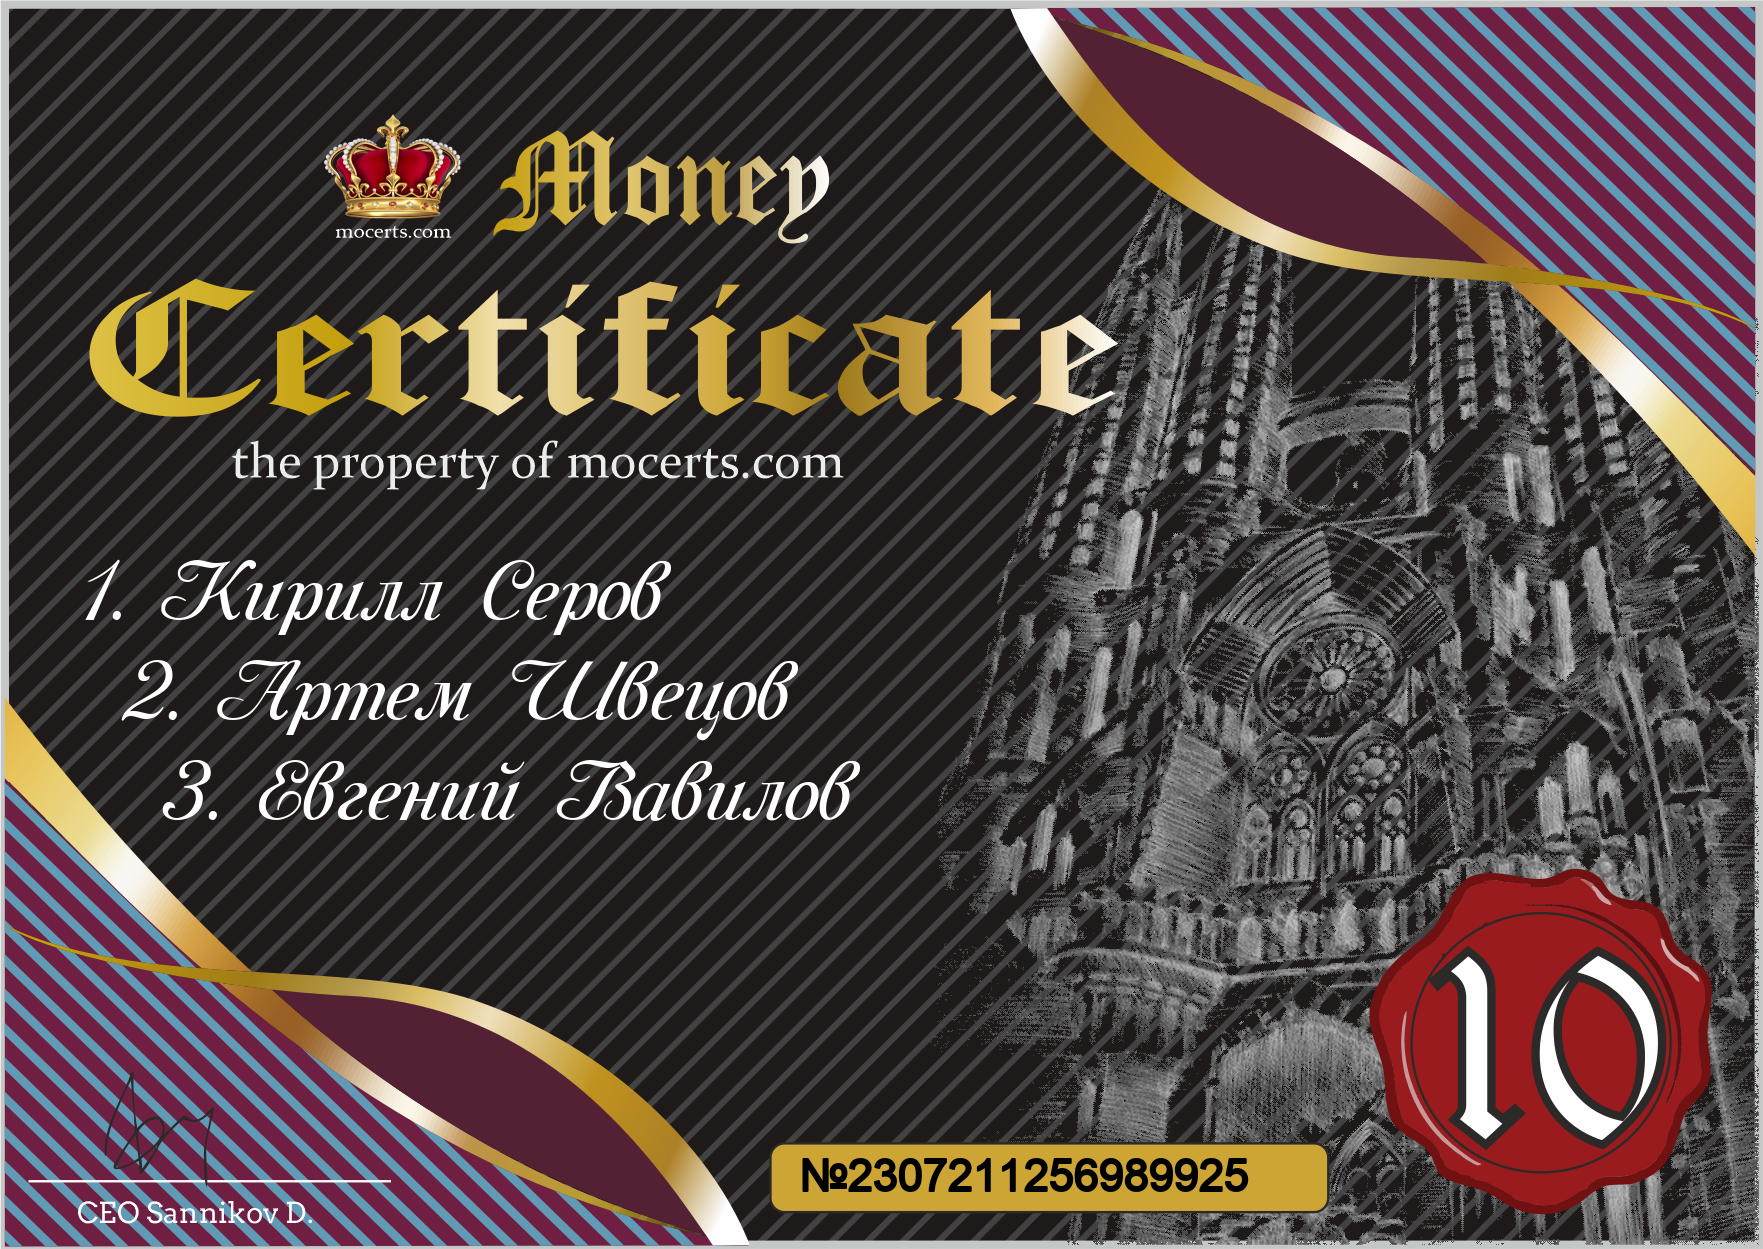 mocerts.com
Money
Certificate
the property of mocerts.com
1. Кирилл Серов
2. Артем Швецов
3. Евгений Вавилов
10
№2307211256989925
CEO Sannikov D.